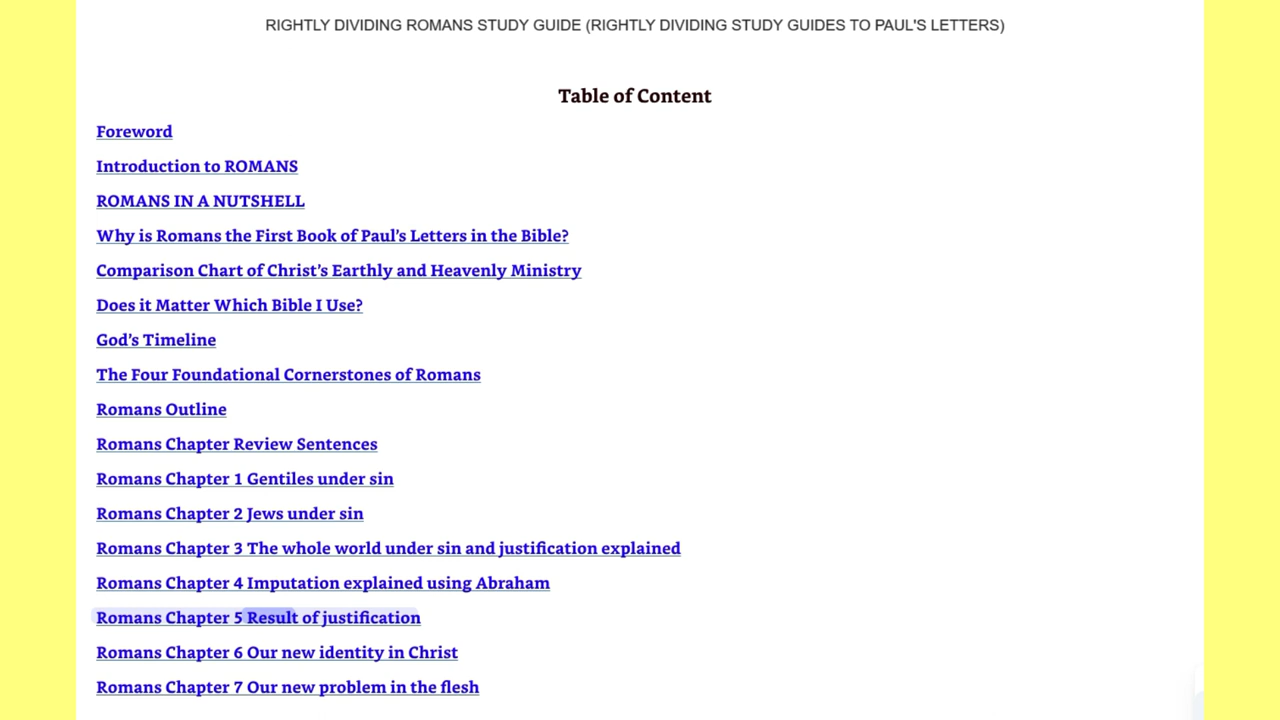 RIGHTLY DIVIDING ROMANS STUDY GUIDE (RIGHTLY DIVIDING STUDY GUIDES TO PAUL'S LETTERS)
Table of Content
Foreword
Introduction to ROMANS
ROMANS IN A NUTSHELL
Why is Romans the First Book of Paul’s Letters in the Bible?
Comparison Chart of Christ’s Earthly and Heavenly Ministry
Does it Matter Which Bible I Use?
God’s Timeline
The Four Foundational Cornerstones of Romans
Romans Outline
Romans Chapter Review Sentences
Romans Chapter 1 Gentiles under sin
Romans Chapter 2 Jews under sin
Romans Chapter 3 The whole world under sin and justification explained
Romans Chapter 4 Imputation explained using Abraham
Romans Chapter 5 Result of justification
Romans Chapter 6 Our new identity in Christ
Romans Chapter 7 Our new problem in the flesh